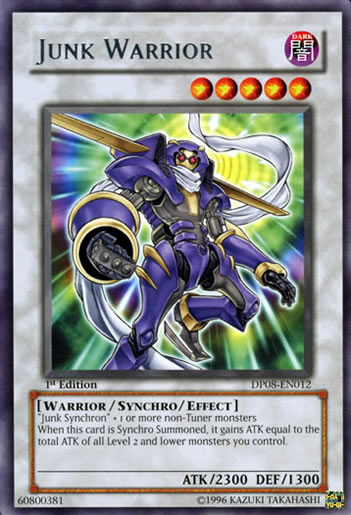 JUNK WARRIOR
DARK
闇
1st Edition
DP08-EN012
[WARRIOR / SYNCHRO / EFFECT]
"Junk Synchron" + 1 or more non-Tuner monsters
When this card is Synchro Summoned, it gains ATK equal to the
total ATK of all Level 2 and lower monsters you control.
ATK/2300 DEF/1300
60800381
©1996 KAZUKI TAKAHASHI